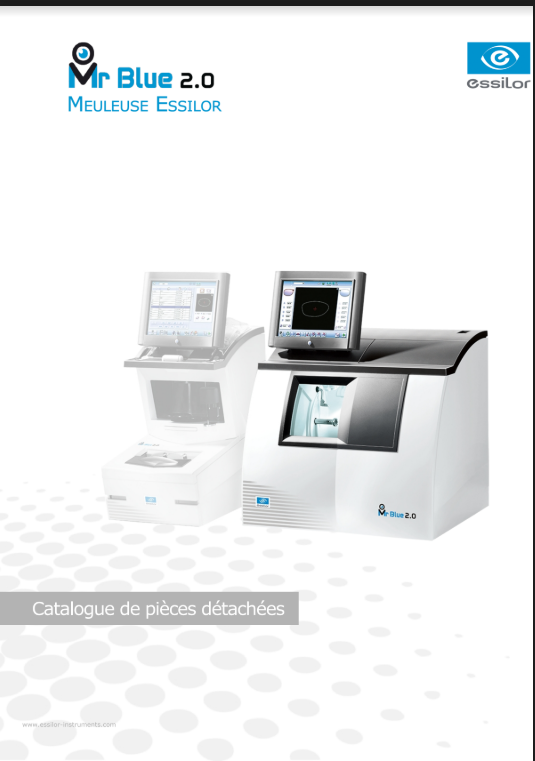 Mr Blue 2.0
MEULEUSE ESSILOR
essilor
Mr Blue 2.0
Catalogue de pièces détachées
www.essilor-instruments.com